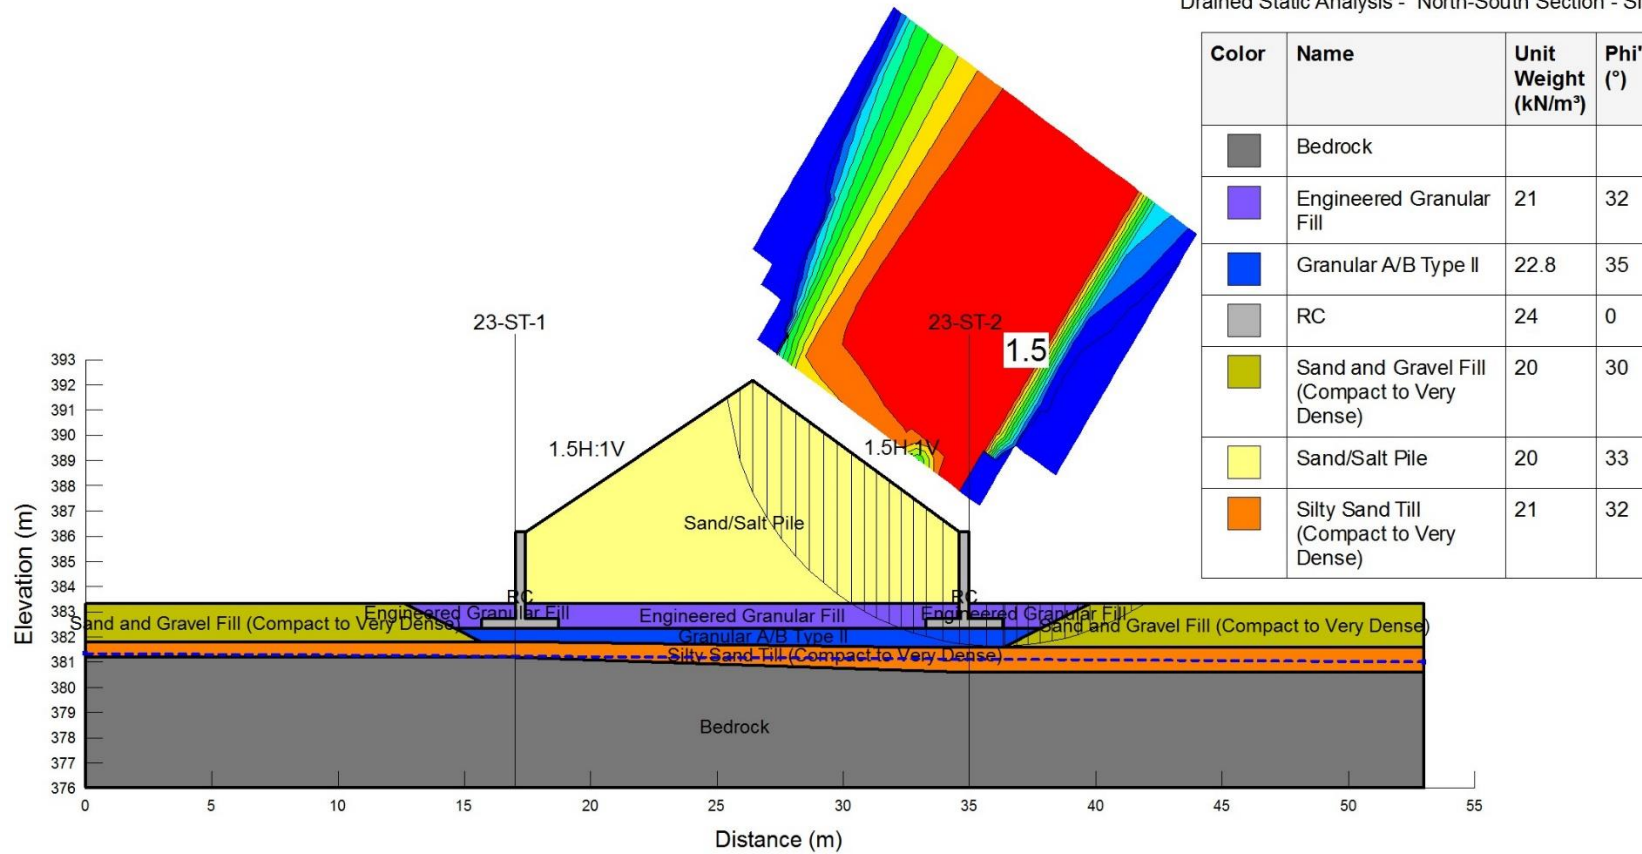 Drained Static Analysis - North-South Section -
Color Name Unit Weight (kN/m³) Phi' (°)
Bedrock
Engineered Granular Fill 21 32
Granular A/B Type II 22.8 35
RC 24 0
Sand and Gravel Fill (Compact to Very Dense) 20 30
Sand/Salt Pile 20 33
Silty Sand Till (Compact to Very Dense) 21 32
23-ST-1
23-ST-2
1.5
1.5H:1V
1.5H:1V
Sand/Salt Pile
RC
RC
Engineered Granular Fill
Engineered Granular Fill
Engineered Granular Fill
Sand and Gravel Fill (Compact to Very Dense)
Sand and Gravel Fill (Compact to Very Dense)
Granular A/B Type II
Silty Sand Till (Compact to Very Dense)
Bedrock
Elevation (m)
393
392
391
390
389
388
387
386
385
384
383
382
381
380
379
378
377
376
0 5 10 15 20 25 30 35 40 45 50 55
Distance (m)